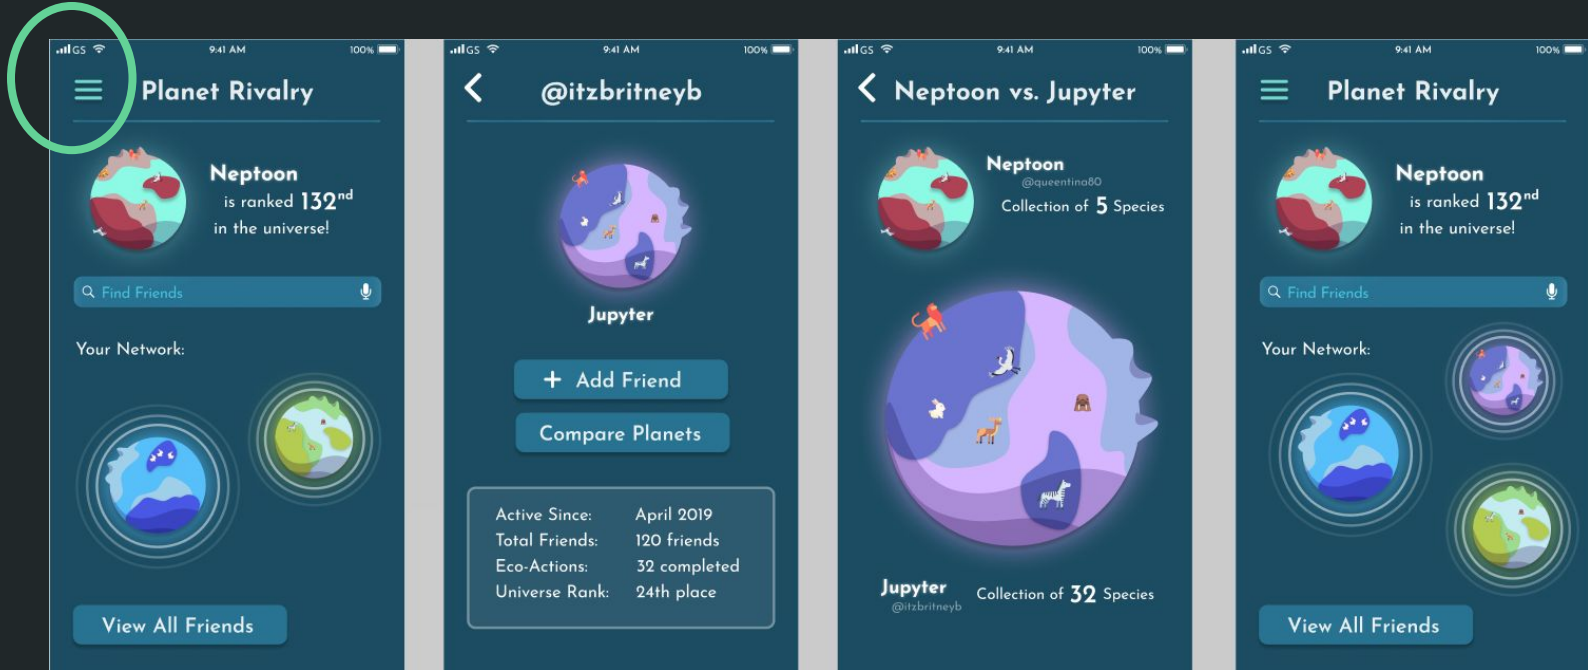 GS 9:41 AM 100%
Planet Rivalry
Neptoon
is ranked 132nd
in the universe!
Find Friends
Your Network:
View All Friends
GS 9:41 AM 100%
@itzbritneyb
Jupyter
+ Add Friend
Compare Planets
Active Since: April 2019
Total Friends: 120 friends
Eco-Actions: 32 completed
Universe Rank: 24th place
GS 9:41 AM 100%
Neptoon vs. Jupyter
Neptoon
@queentina80
Collection of 5 Species
Jupyter
@itzbritneyb
Collection of 32 Species
GS 9:41 AM 100%
Planet Rivalry
Neptoon
is ranked 132nd
in the universe!
Find Friends
Your Network:
View All Friends